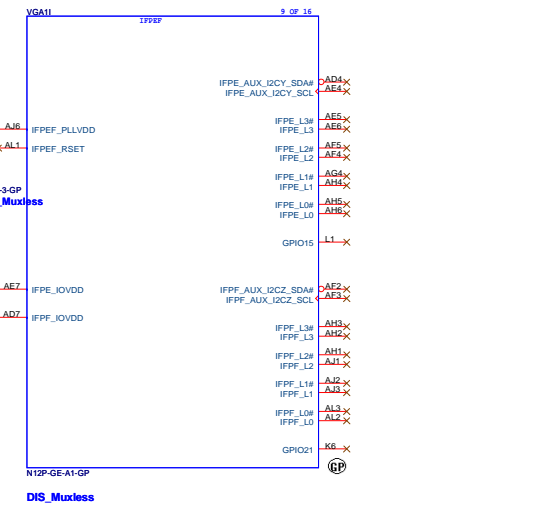 VGA1I 9 OF 16
IFPEF
IFPE_AUX_I2CY_SDA# AD4
IFPE_AUX_I2CY_SCL AE4
IFPE_L3# AE5
AJ6 IFPEF_PLLVDD IFPE_L3 AE6
AL1 IFPEF_RSET IFPE_L2# AF5
IFPE_L2 AF4
IFPE_L1# AG4
IFPE_L1 AH4
-3-GP
_Muxless IFPE_L0# AH5
IFPE_L0 AH6
GPIO15 L1
AE7 IFPE_IOVDD IFPF_AUX_I2CZ_SDA# AF2
IFPF_AUX_I2CZ_SCL AF3
AD7 IFPF_IOVDD
IFPF_L3# AH3
IFPF_L3 AH2
IFPF_L2# AH1
IFPF_L2 AJ1
IFPF_L1# AJ2
IFPF_L1 AJ3
IFPF_L0# AL3
IFPF_L0 AL2
GPIO21 K6
GP
N12P-GE-A1-GP
DIS_Muxless